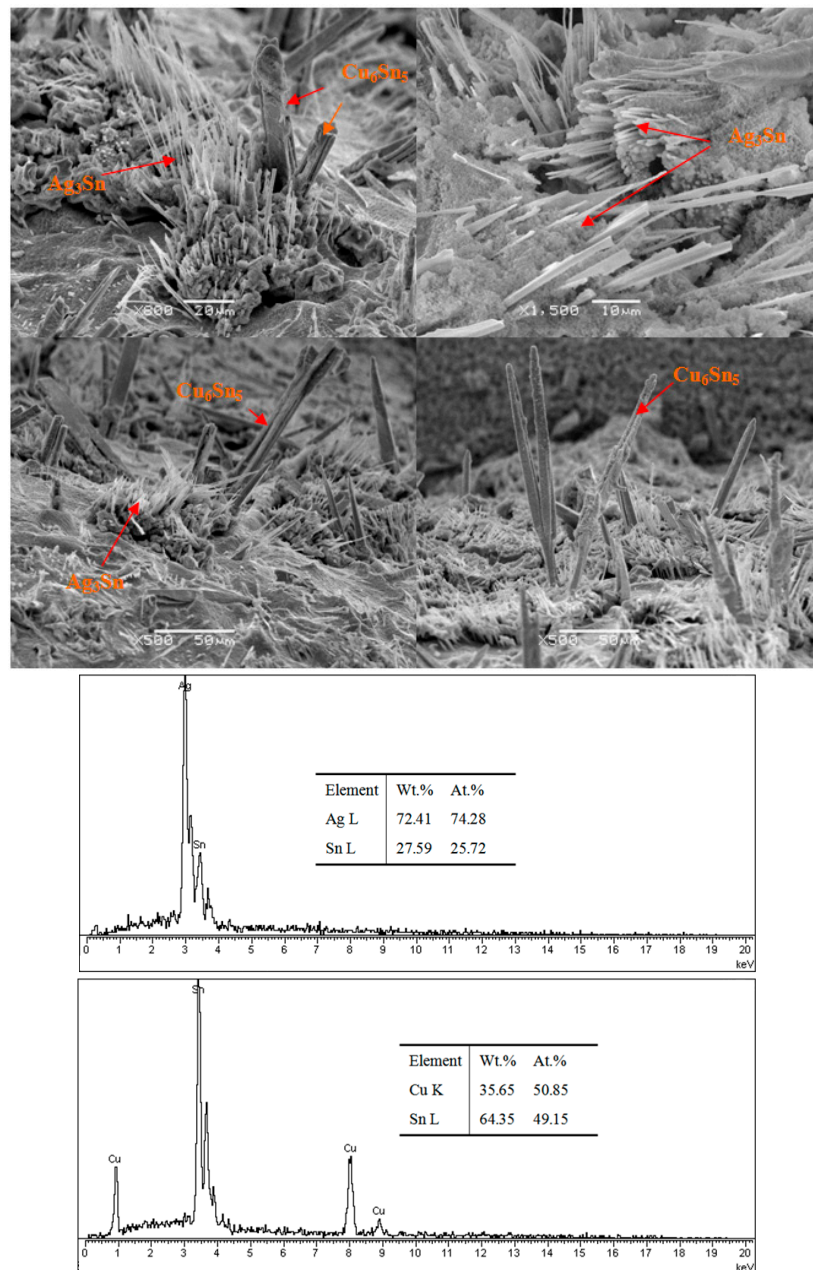 Cu₆Sn₅
Ag₃Sn
X800 20μm
Ag₃Sn
X1,500 10μm
Cu₆Sn₅
Ag₃Sn
X500 50μm
Cu₆Sn₅
X500 50μm
Ag
Sn
Element Wt.% At.%
Ag L 72.41 74.28
Sn L 27.59 25.72
0 1 2 3 4 5 6 7 8 9 10 11 12 13 14 15 16 17 18 19 20
keV
Sn
Element Wt.% At.%
Cu K 35.65 50.85
Sn L 64.35 49.15
Cu
Cu
Cu
0 1 2 3 4 5 6 7 8 9 10 11 12 13 14 15 16 17 18 19 20
keV